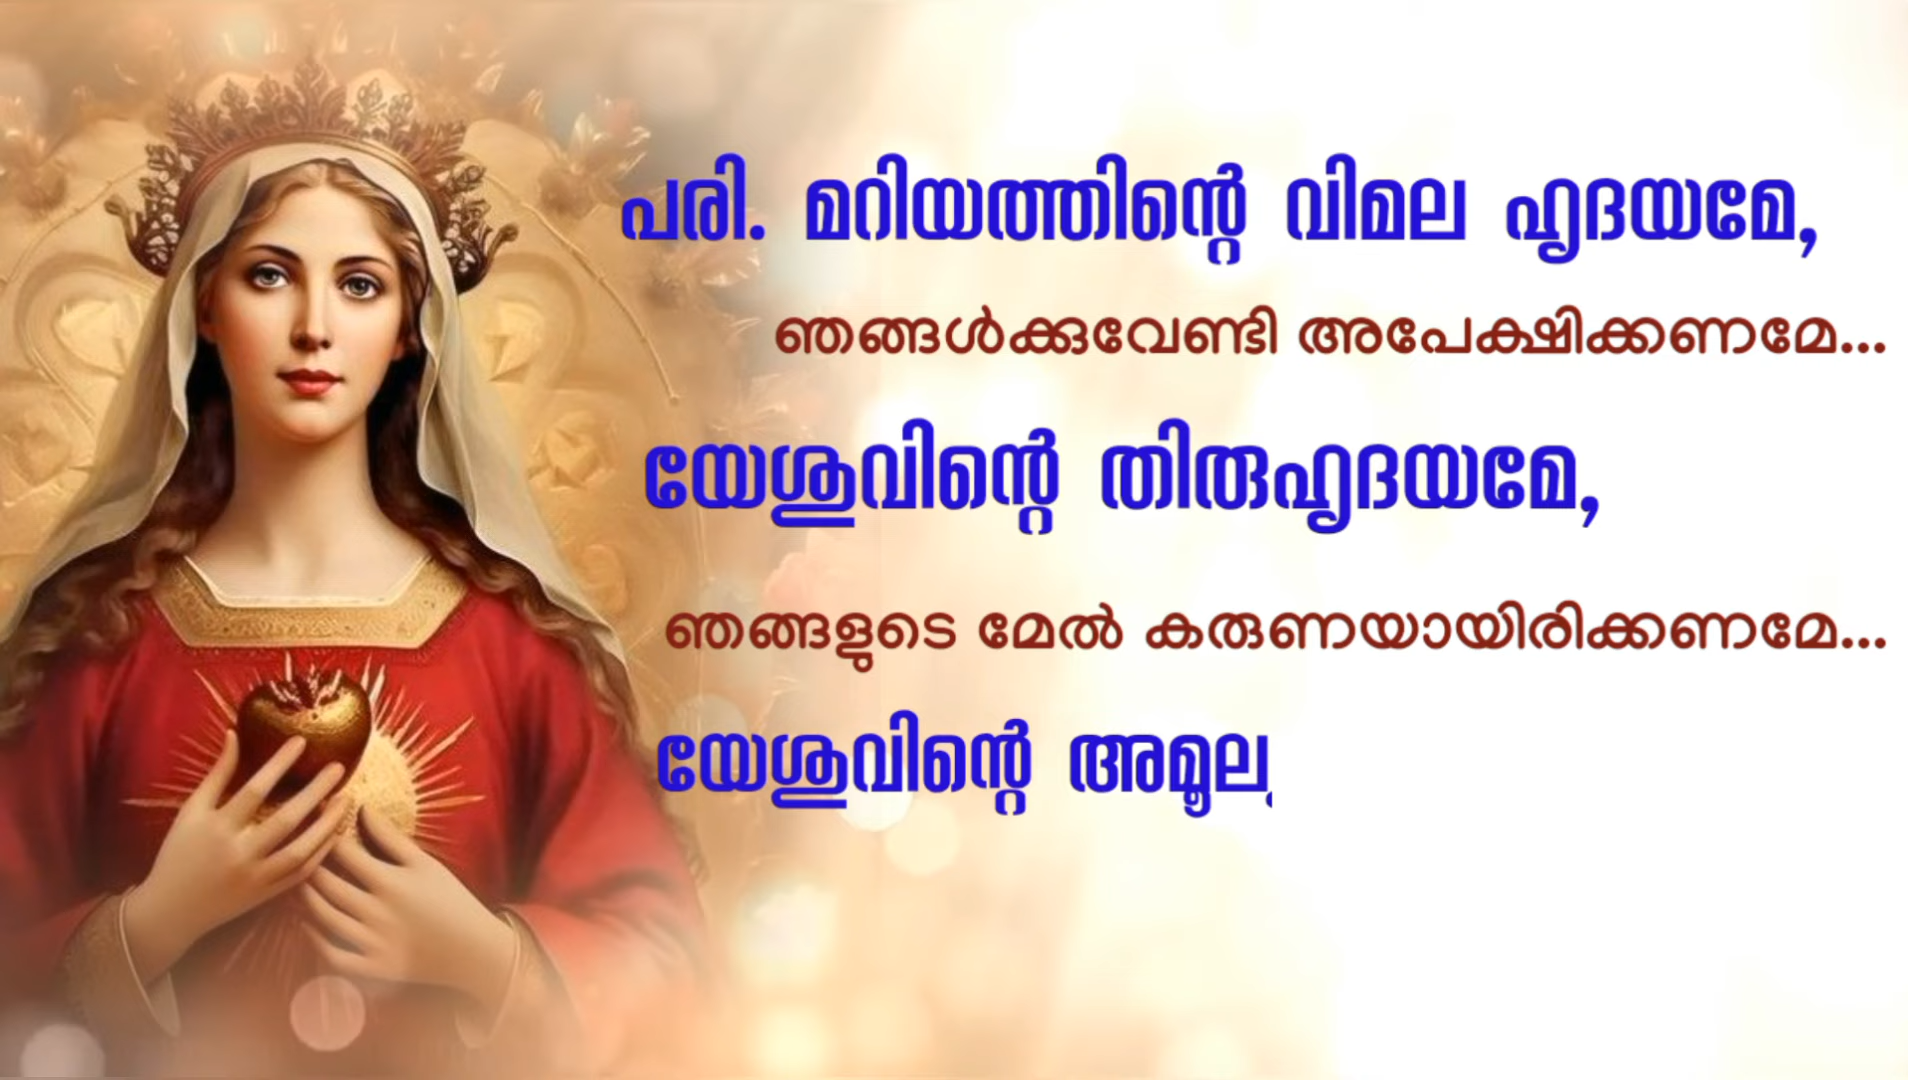 പരി. മറിയത്തിന്റെ വിമല ഹൃദയമേ,
ഞങ്ങൾക്കുവേണ്ടി അപേക്ഷിക്കണമേ...
യേശുവിന്റെ തിരുഹൃദയമേ,
ഞങ്ങളുടെ മേൽ കരുണയായിരിക്കണമേ...
യേശുവിന്റെ